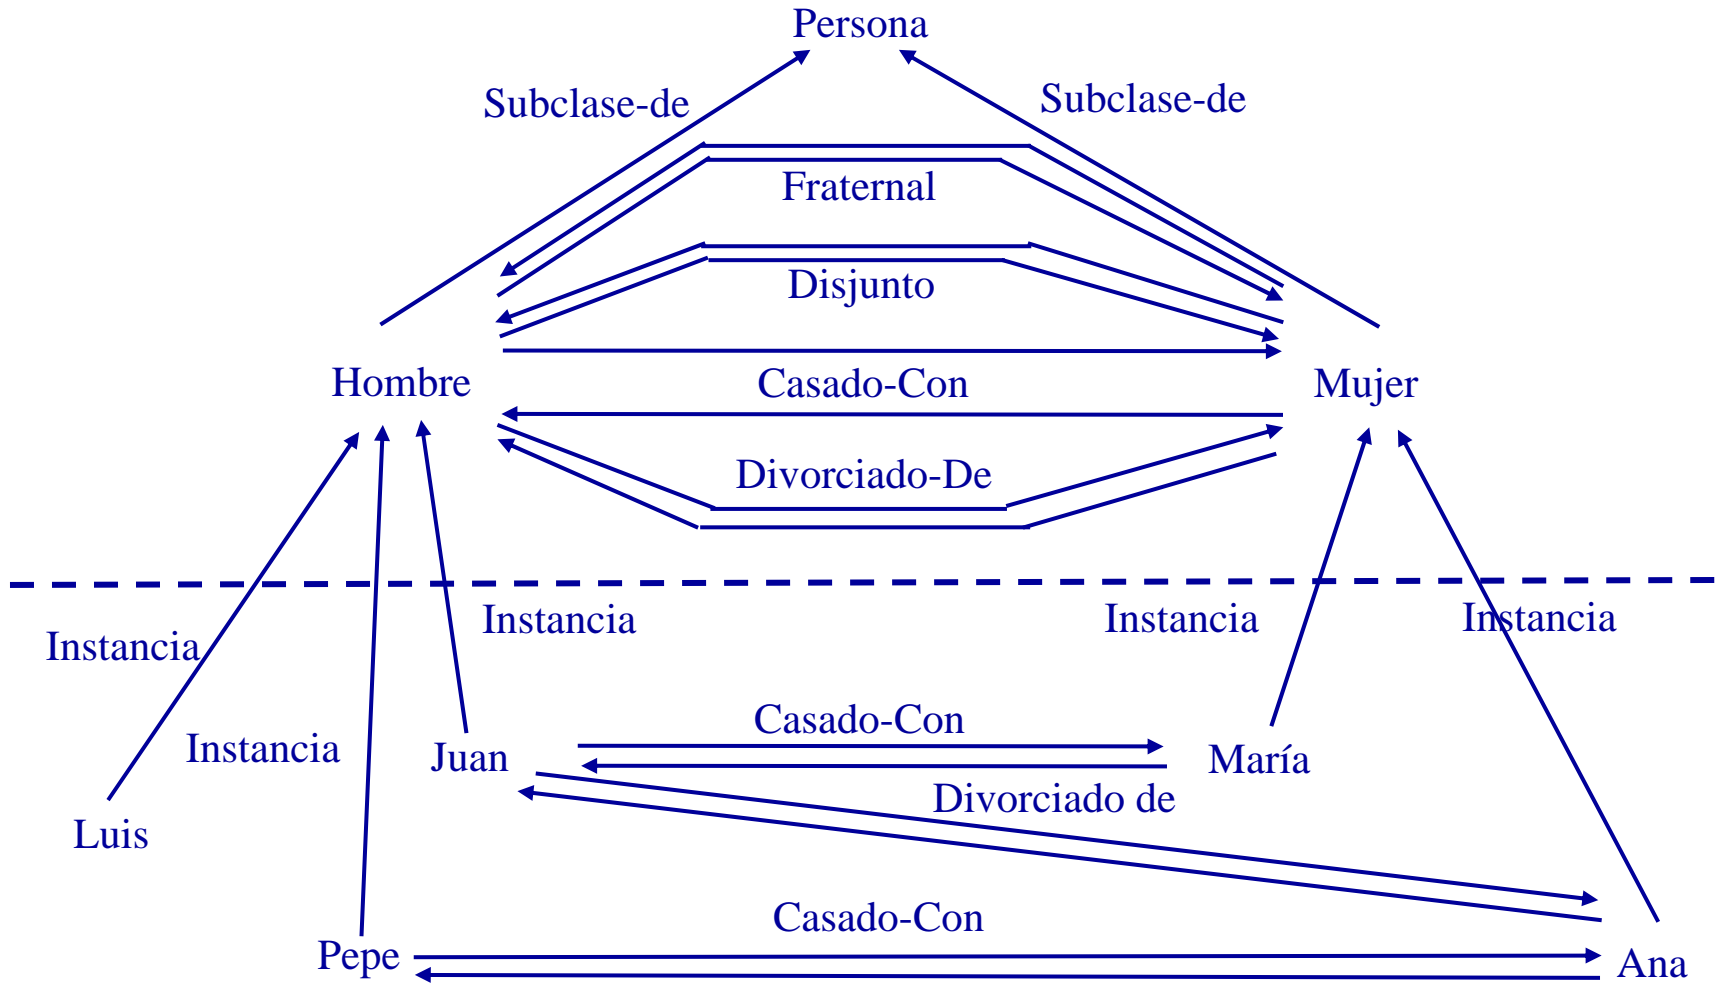 Persona
Subclase-de
Subclase-de
Fraternal
Disjunto
Hombre
Casado-Con
Mujer
Divorciado-De
Instancia
Instancia
Instancia
Instancia
Instancia
Casado-Con
Juan
María
Divorciado de
Luis
Casado-Con
Pepe
Ana